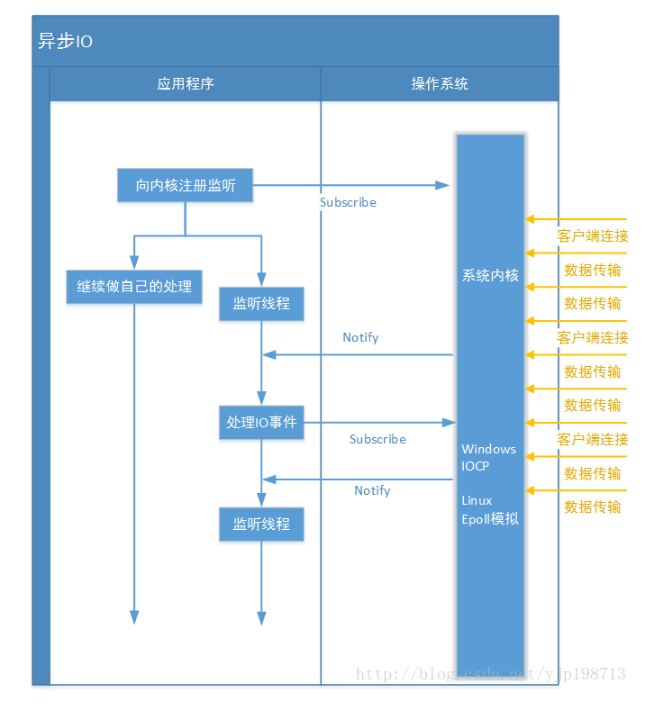 异步IO
应用程序
操作系统
向内核注册监听
Subscribe
客户端连接
数据传输
继续做自己的处理
监听线程
系统内核
数据传输
Notify
客户端连接
数据传输
数据传输
处理IO事件
Subscribe
客户端连接
Windows
IOCP
数据传输
Notify
Linux
Epoll模拟
数据传输
监听线程
http://blog.csdn.net/yjp198713